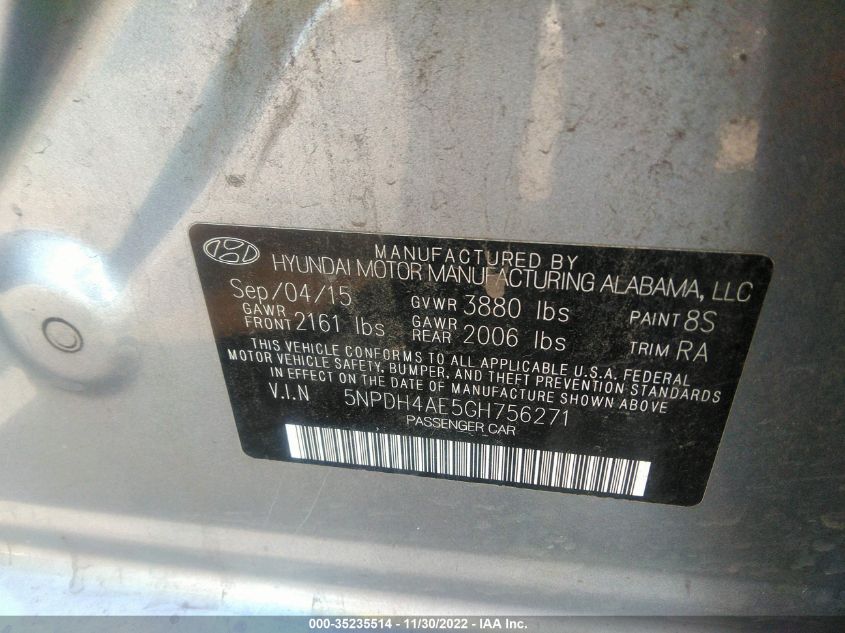 MANUFACTURED BY
HYUNDAI MOTOR MANUFACTURING ALABAMA, LLC
Sep/04/15 GVWR 3880 lbs PAINT 8S
GAWR FRONT 2161 lbs GAWR REAR 2006 lbs TRIM RA
THIS VEHICLE CONFORMS TO ALL APPLICABLE U.S.A. FEDERAL
MOTOR VEHICLE SAFETY, BUMPER, AND THEFT PREVENTION STANDARDS
IN EFFECT ON THE DATE OF MANUFACTURE SHOWN ABOVE.
V.I.N 5NPDH4AE5GH756271
PASSENGER CAR
000-35235514 - 11/30/2022 - IAA Inc.